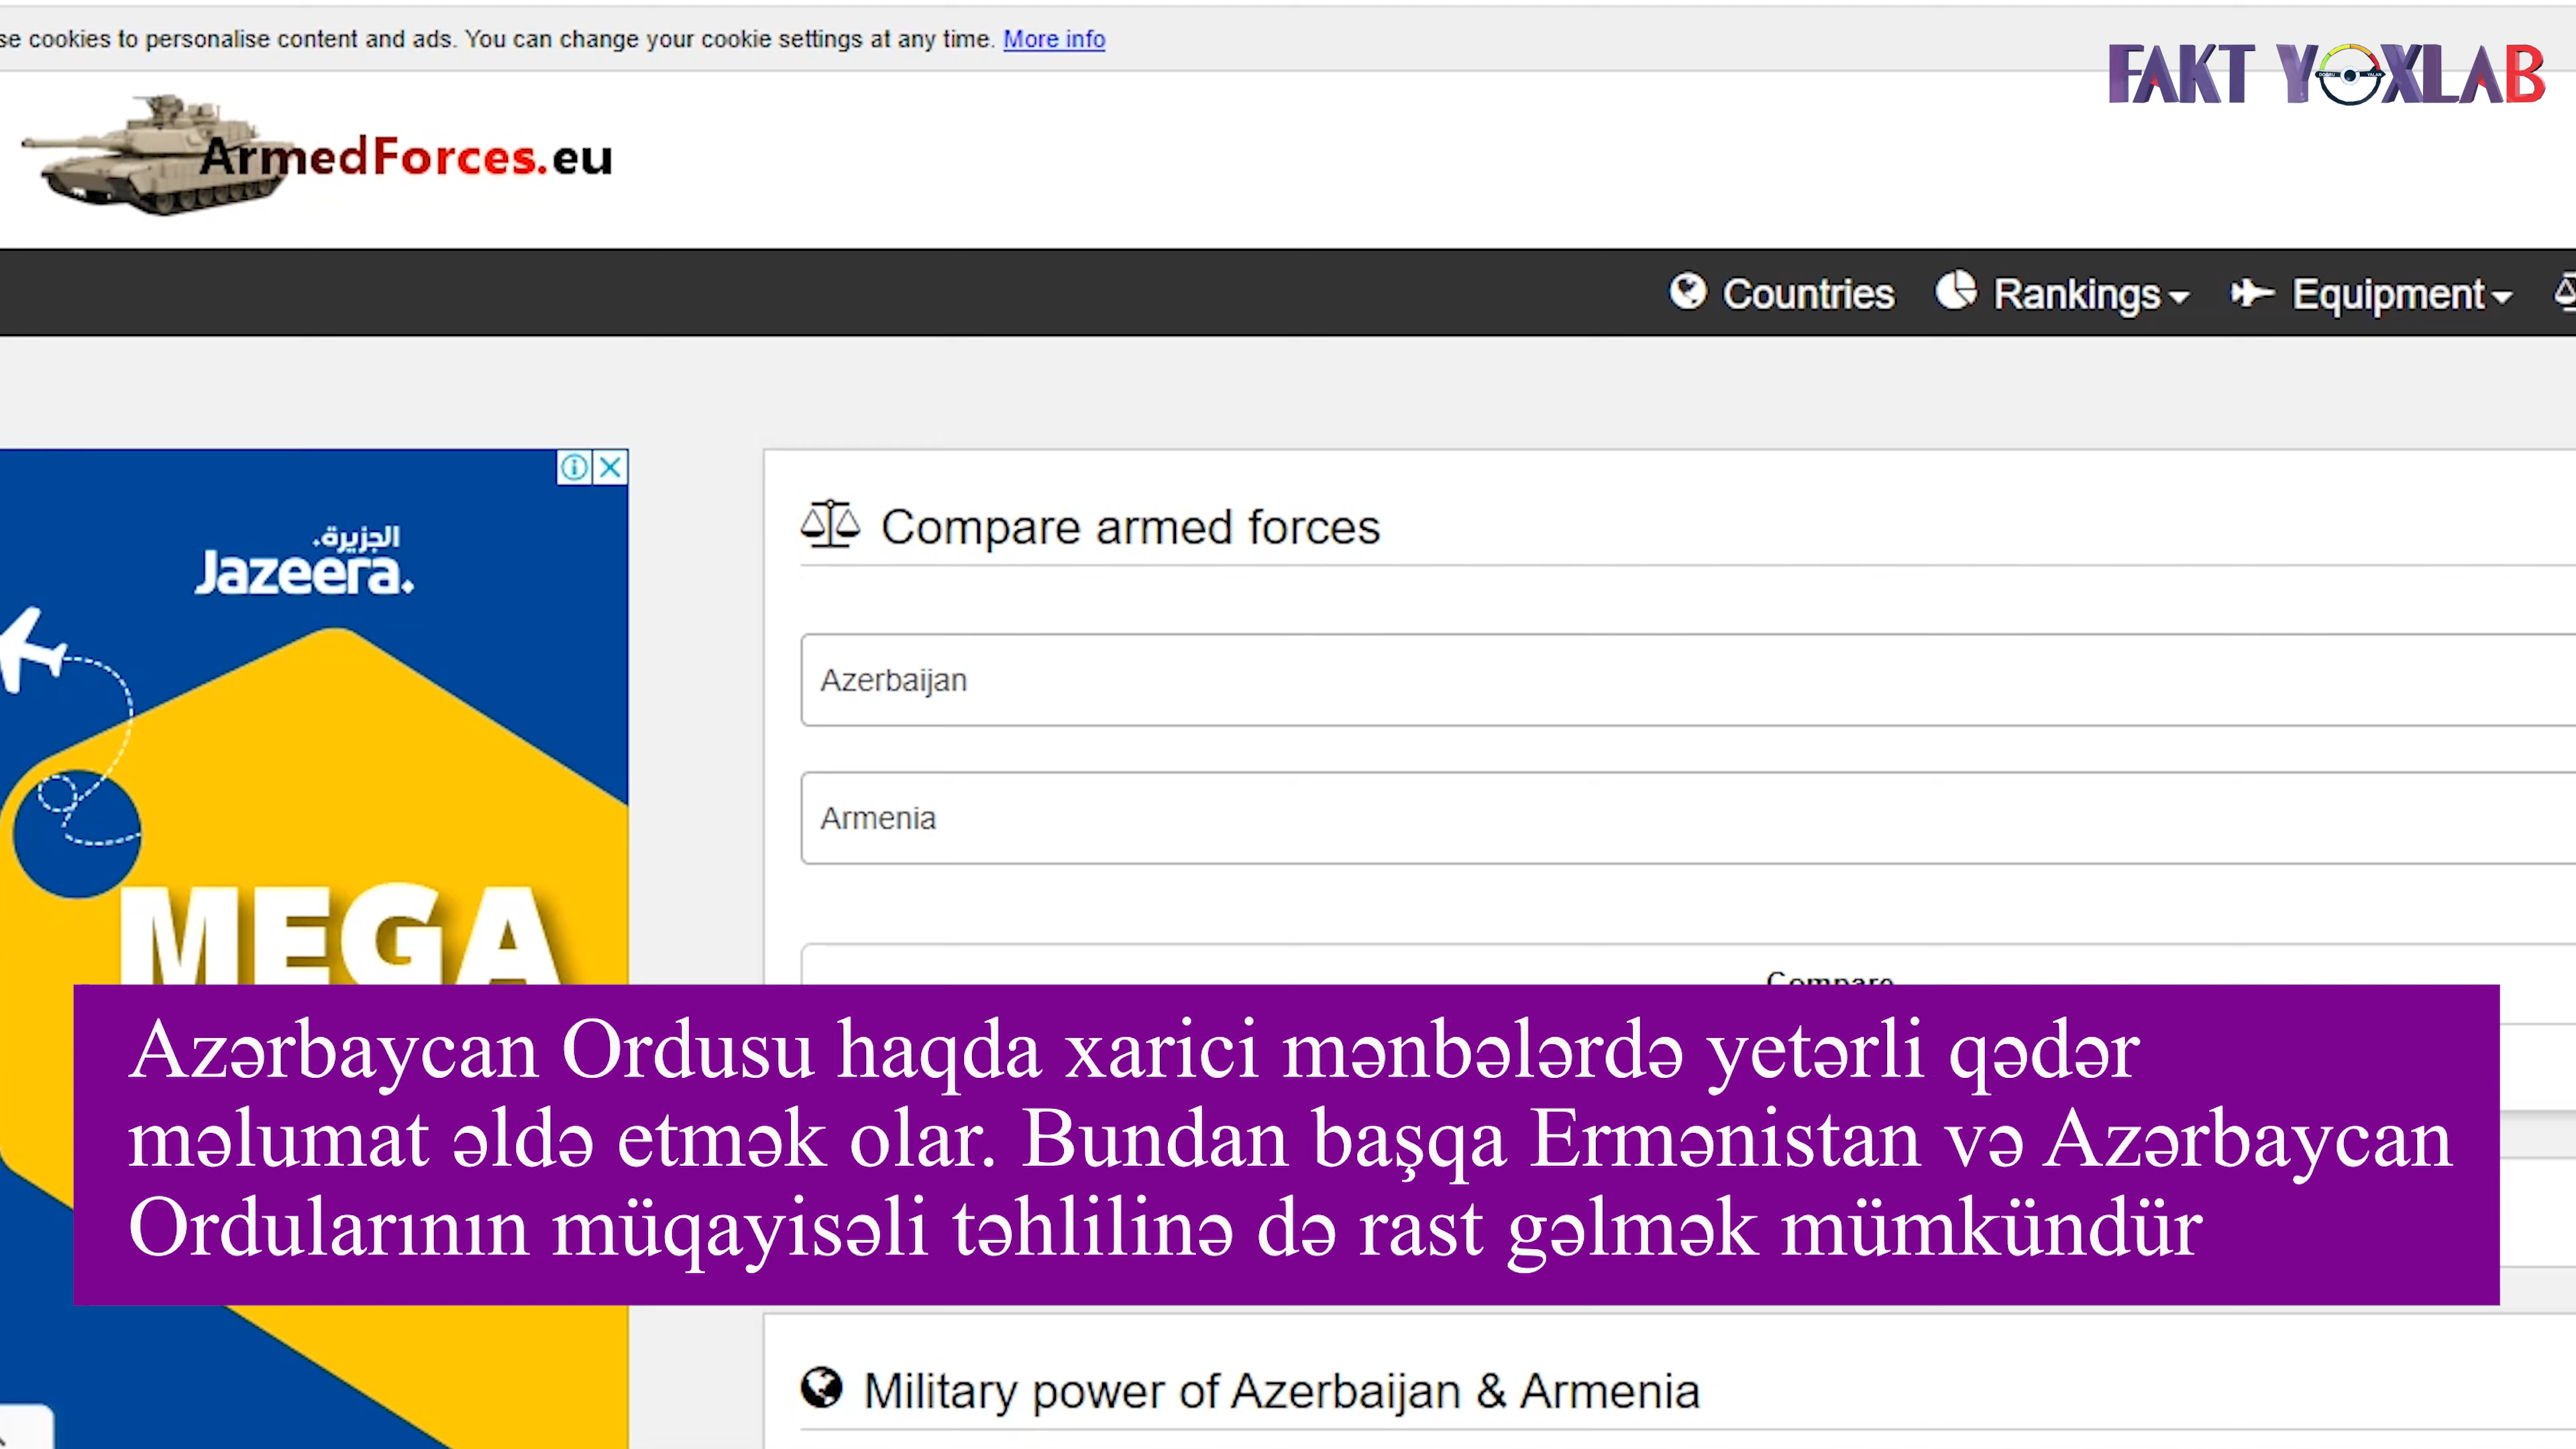 se cookies to personalise content and ads. You can change your cookie settings at any time. More info
FAKT YOXLAB
ArmedForces.eu
Countries Rankings Equipment
الجزيرة
Jazeera
Compare armed forces
Azerbaijan
Armenia
MEGA
Compare
Azərbaycan Ordusu haqda xarici mənbələrdə yetərli qədər
məlumat əldə etmək olar. Bundan başqa Ermənistan və Azərbaycan
Ordularının müqayisəli təhlilinə də rast gəlmək mümkündür
Military power of Azerbaijan & Armenia